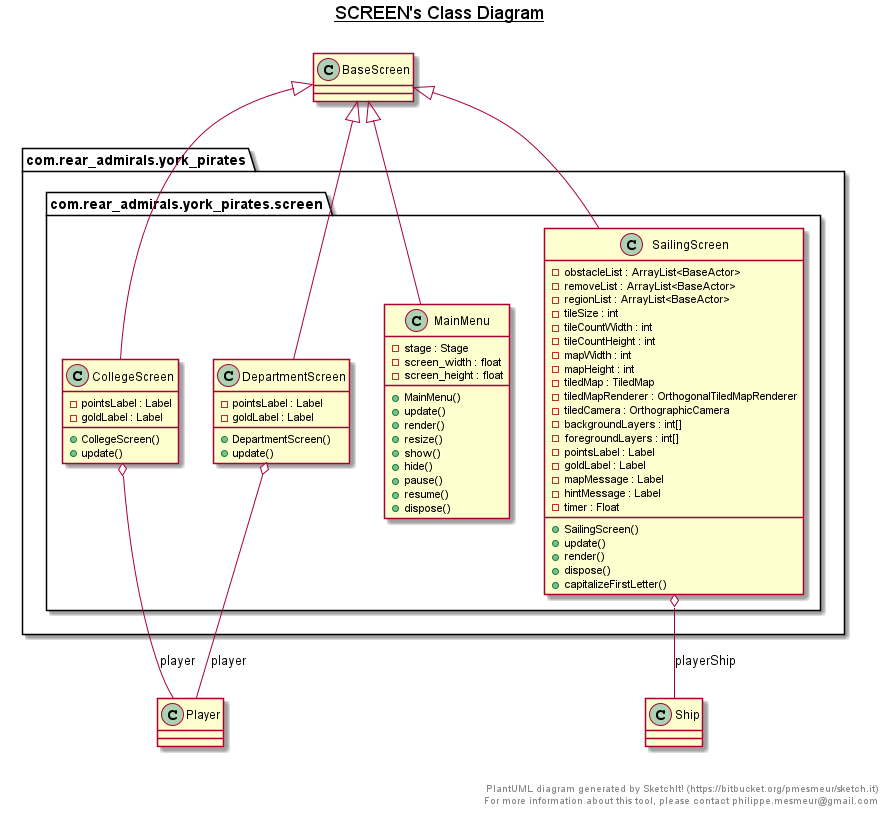 SCREEN's Class Diagram
C BaseScreen
com.rear_admirals.york_pirates
com.rear_admirals.york_pirates.screen
C SailingScreen
obstacleList : ArrayList<BaseActor>
removeList : ArrayList<BaseActor>
regionList : ArrayList<BaseActor>
tileSize : int
tileCountWidth : int
tileCountHeight : int
mapWidth : int
mapHeight : int
tiledMap : TiledMap
tiledMapRenderer : OrthogonalTiledMapRenderer
tiledCamera : OrthographicCamera
backgroundLayers : int[]
foregroundLayers : int[]
pointsLabel : Label
goldLabel : Label
mapMessage : Label
hintMessage : Label
timer : Float
SailingScreen()
update()
render()
dispose()
capitalizeFirstLetter()
C MainMenu
stage : Stage
screen_width : float
screen_height : float
MainMenu()
update()
render()
resize()
show()
hide()
pause()
resume()
dispose()
C CollegeScreen
pointsLabel : Label
goldLabel : Label
CollegeScreen()
update()
C DepartmentScreen
pointsLabel : Label
goldLabel : Label
DepartmentScreen()
update()
player
player
playerShip
C Player
C Ship
PlantUML diagram generated by SketchIt! (https://bitbucket.org/pmesmeur/sketch.it)
For more information about this tool, please contact philippe.mesmeur@gmail.com